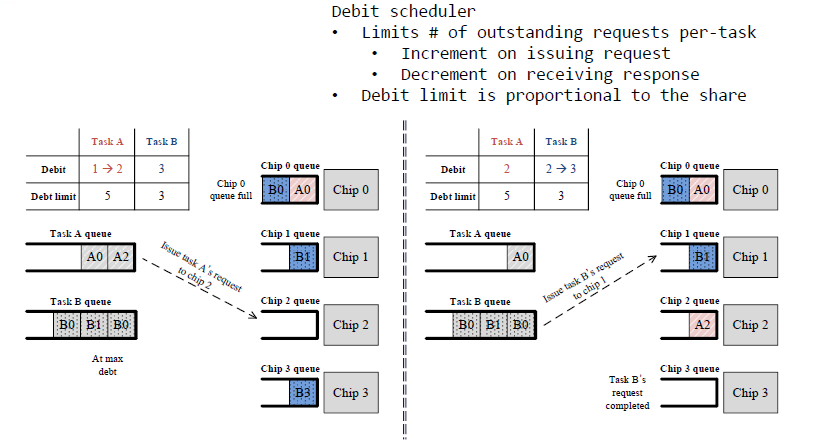 Debit scheduler
• Limits # of outstanding requests per-task
• Increment on issuing request
• Decrement on receiving response
• Debit limit is proportional to the share
Task A Task B
Debit 1 → 2 3
Debt limit 5 3
Chip 0
queue full
Chip 0 queue
B0 A0 Chip 0
Task A queue
A0 A2
Issue task A's request
to chip 2
Chip 1 queue
B1 Chip 1
Task B queue
B0 B1 B0
At max
debt
Chip 2 queue
Chip 2
Chip 3 queue
B3 Chip 3
Task A Task B
Debit 2 2 → 3
Debt limit 5 3
Chip 0
queue full
Chip 0 queue
B0 A0 Chip 0
Task A queue
A0
Issue task B's request
to chip 1
Chip 1 queue
B1 Chip 1
Task B queue
B0 B1 B0
Chip 2 queue
A2 Chip 2
Task B's
request
completed
Chip 3 queue
Chip 3